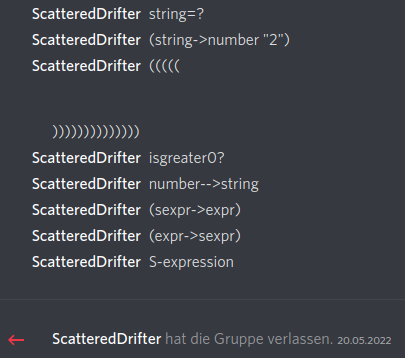 ScatteredDrifter string=?
ScatteredDrifter (string->number "2")
ScatteredDrifter (((((
))))))))))))))
ScatteredDrifter isgreater0?
ScatteredDrifter number-->string
ScatteredDrifter (sexpr->expr)
ScatteredDrifter (expr->sexpr)
ScatteredDrifter S-expression
ScatteredDrifter hat die Gruppe verlassen. 20.05.2022